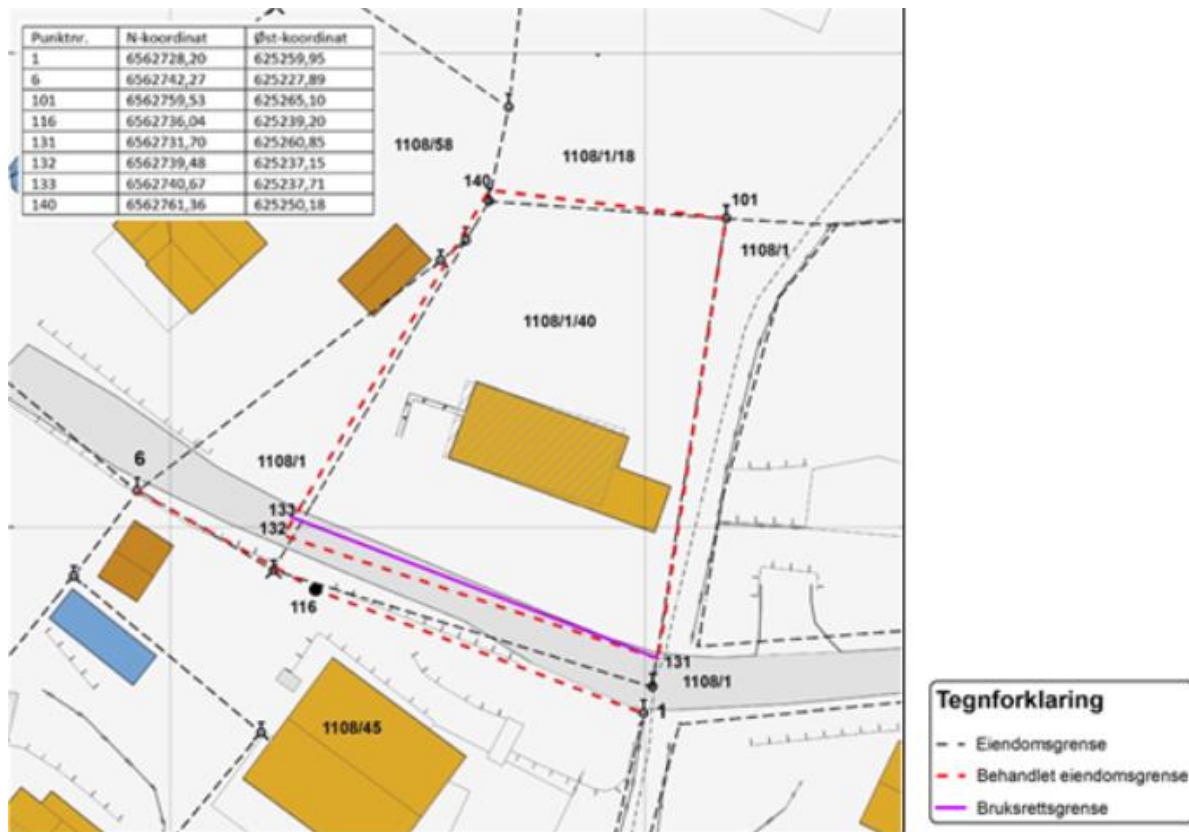 Punktnr. N-koordinat Øst-koordinat
1 6562728,20 625259,95
6 6562742,27 625227,89
101 6562759,53 625265,10
116 6562736,04 625239,20
131 6562731,70 625260,85
132 6562739,48 625237,15
133 6562740,67 625237,71
140 6562761,36 625250,18
1108/58
1108/1/18
140
101
1108/1
1108/1/40
6
1108/1
133
132
116
131
1108/1
1
1108/45
Tegnforklaring
Eiendomsgrense
Behandlet eiendomsgrense
Bruksrettsgrense